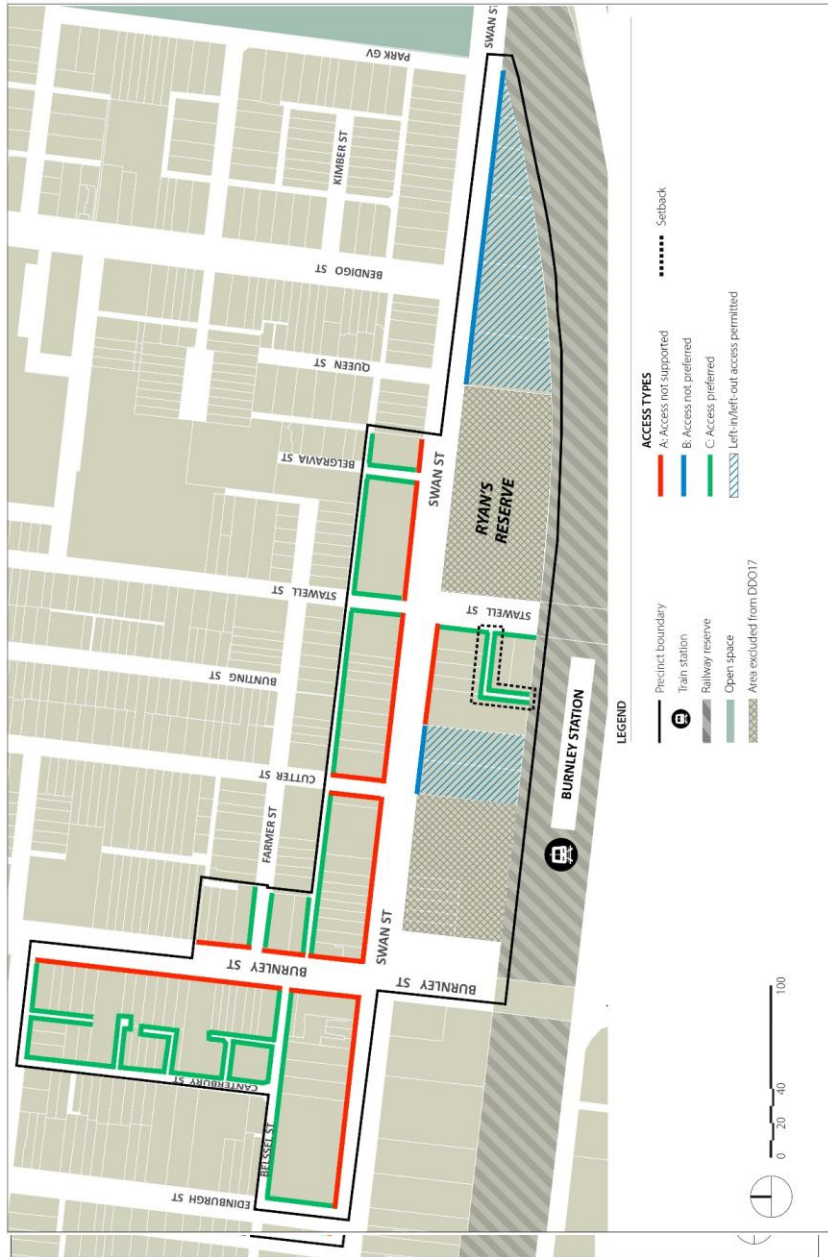 SWAN ST
PARK GV
KIMBER ST
BENDIGO ST
QUEEN ST
BELGRAVIA ST
SWAN ST
RYAN'S
RESERVE
STAWELL ST
STAWELL ST
BUNTING ST
CUTTER ST
FARMER ST
BURNLEY ST
SWAN ST
BURNLEY ST
CANTERBURY ST
BELSSEL ST
EDINBURGH ST
BURNLEY STATION
LEGEND
Precinct boundary
Train station
Railway reserve
Open space
Area excluded from DDO17
ACCESS TYPES
A: Access not supported
B: Access not preferred
C: Access preferred
Left-in/left-out access permitted
Setback
0 20 40 100